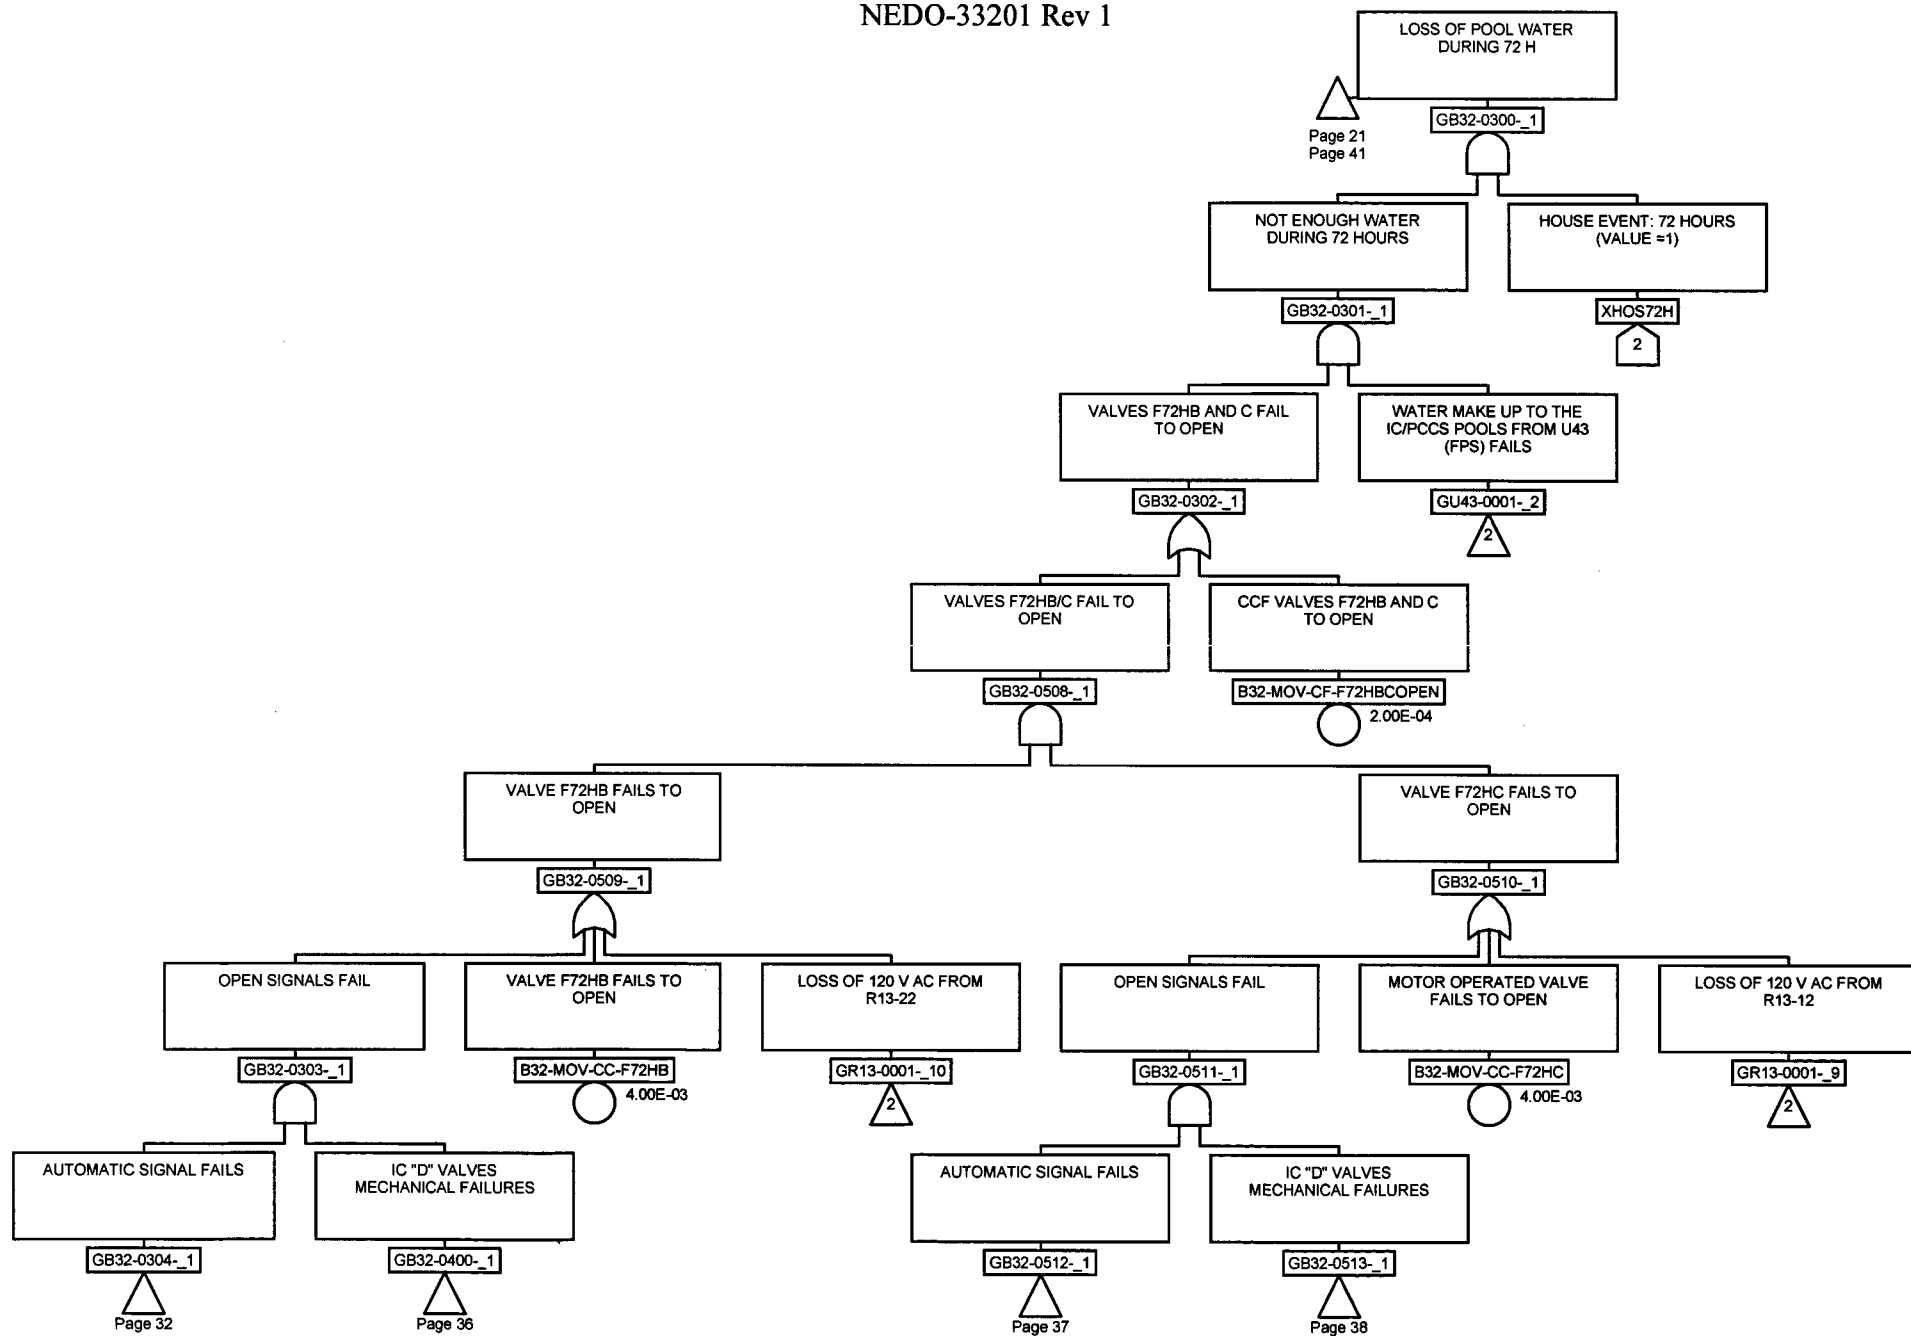 NEDO-33201 Rev 1
LOSS OF POOL WATER
DURING 72 H
GB32-0300-_1
Page 21
Page 41
NOT ENOUGH WATER
DURING 72 HOURS
GB32-0301-_1
HOUSE EVENT: 72 HOURS
(VALUE =1)
XHOS72H
2
VALVES F72HB AND C FAIL
TO OPEN
GB32-0302-_1
WATER MAKE UP TO THE
IC/PCCS POOLS FROM U43
(FPS) FAILS
GU43-0001-_2
2
VALVES F72HB/C FAIL TO
OPEN
GB32-0508-_1
CCF VALVES F72HB AND C
TO OPEN
B32-MOV-CF-F72HBCOPEN
2.00E-04
VALVE F72HB FAILS TO
OPEN
GB32-0509-_1
VALVE F72HC FAILS TO
OPEN
GB32-0510-_1
OPEN SIGNALS FAIL
GB32-0303-_1
VALVE F72HB FAILS TO
OPEN
B32-MOV-CC-F72HB
4.00E-03
LOSS OF 120 V AC FROM
R13-22
GR13-0001-_10
2
OPEN SIGNALS FAIL
GB32-0511-_1
MOTOR OPERATED VALVE
FAILS TO OPEN
B32-MOV-CC-F72HC
4.00E-03
LOSS OF 120 V AC FROM
R13-12
GR13-0001-_9
2
AUTOMATIC SIGNAL FAILS
GB32-0304-_1
Page 32
IC "D" VALVES
MECHANICAL FAILURES
GB32-0400-_1
Page 36
AUTOMATIC SIGNAL FAILS
GB32-0512-_1
Page 37
IC "D" VALVES
MECHANICAL FAILURES
GB32-0513-_1
Page 38